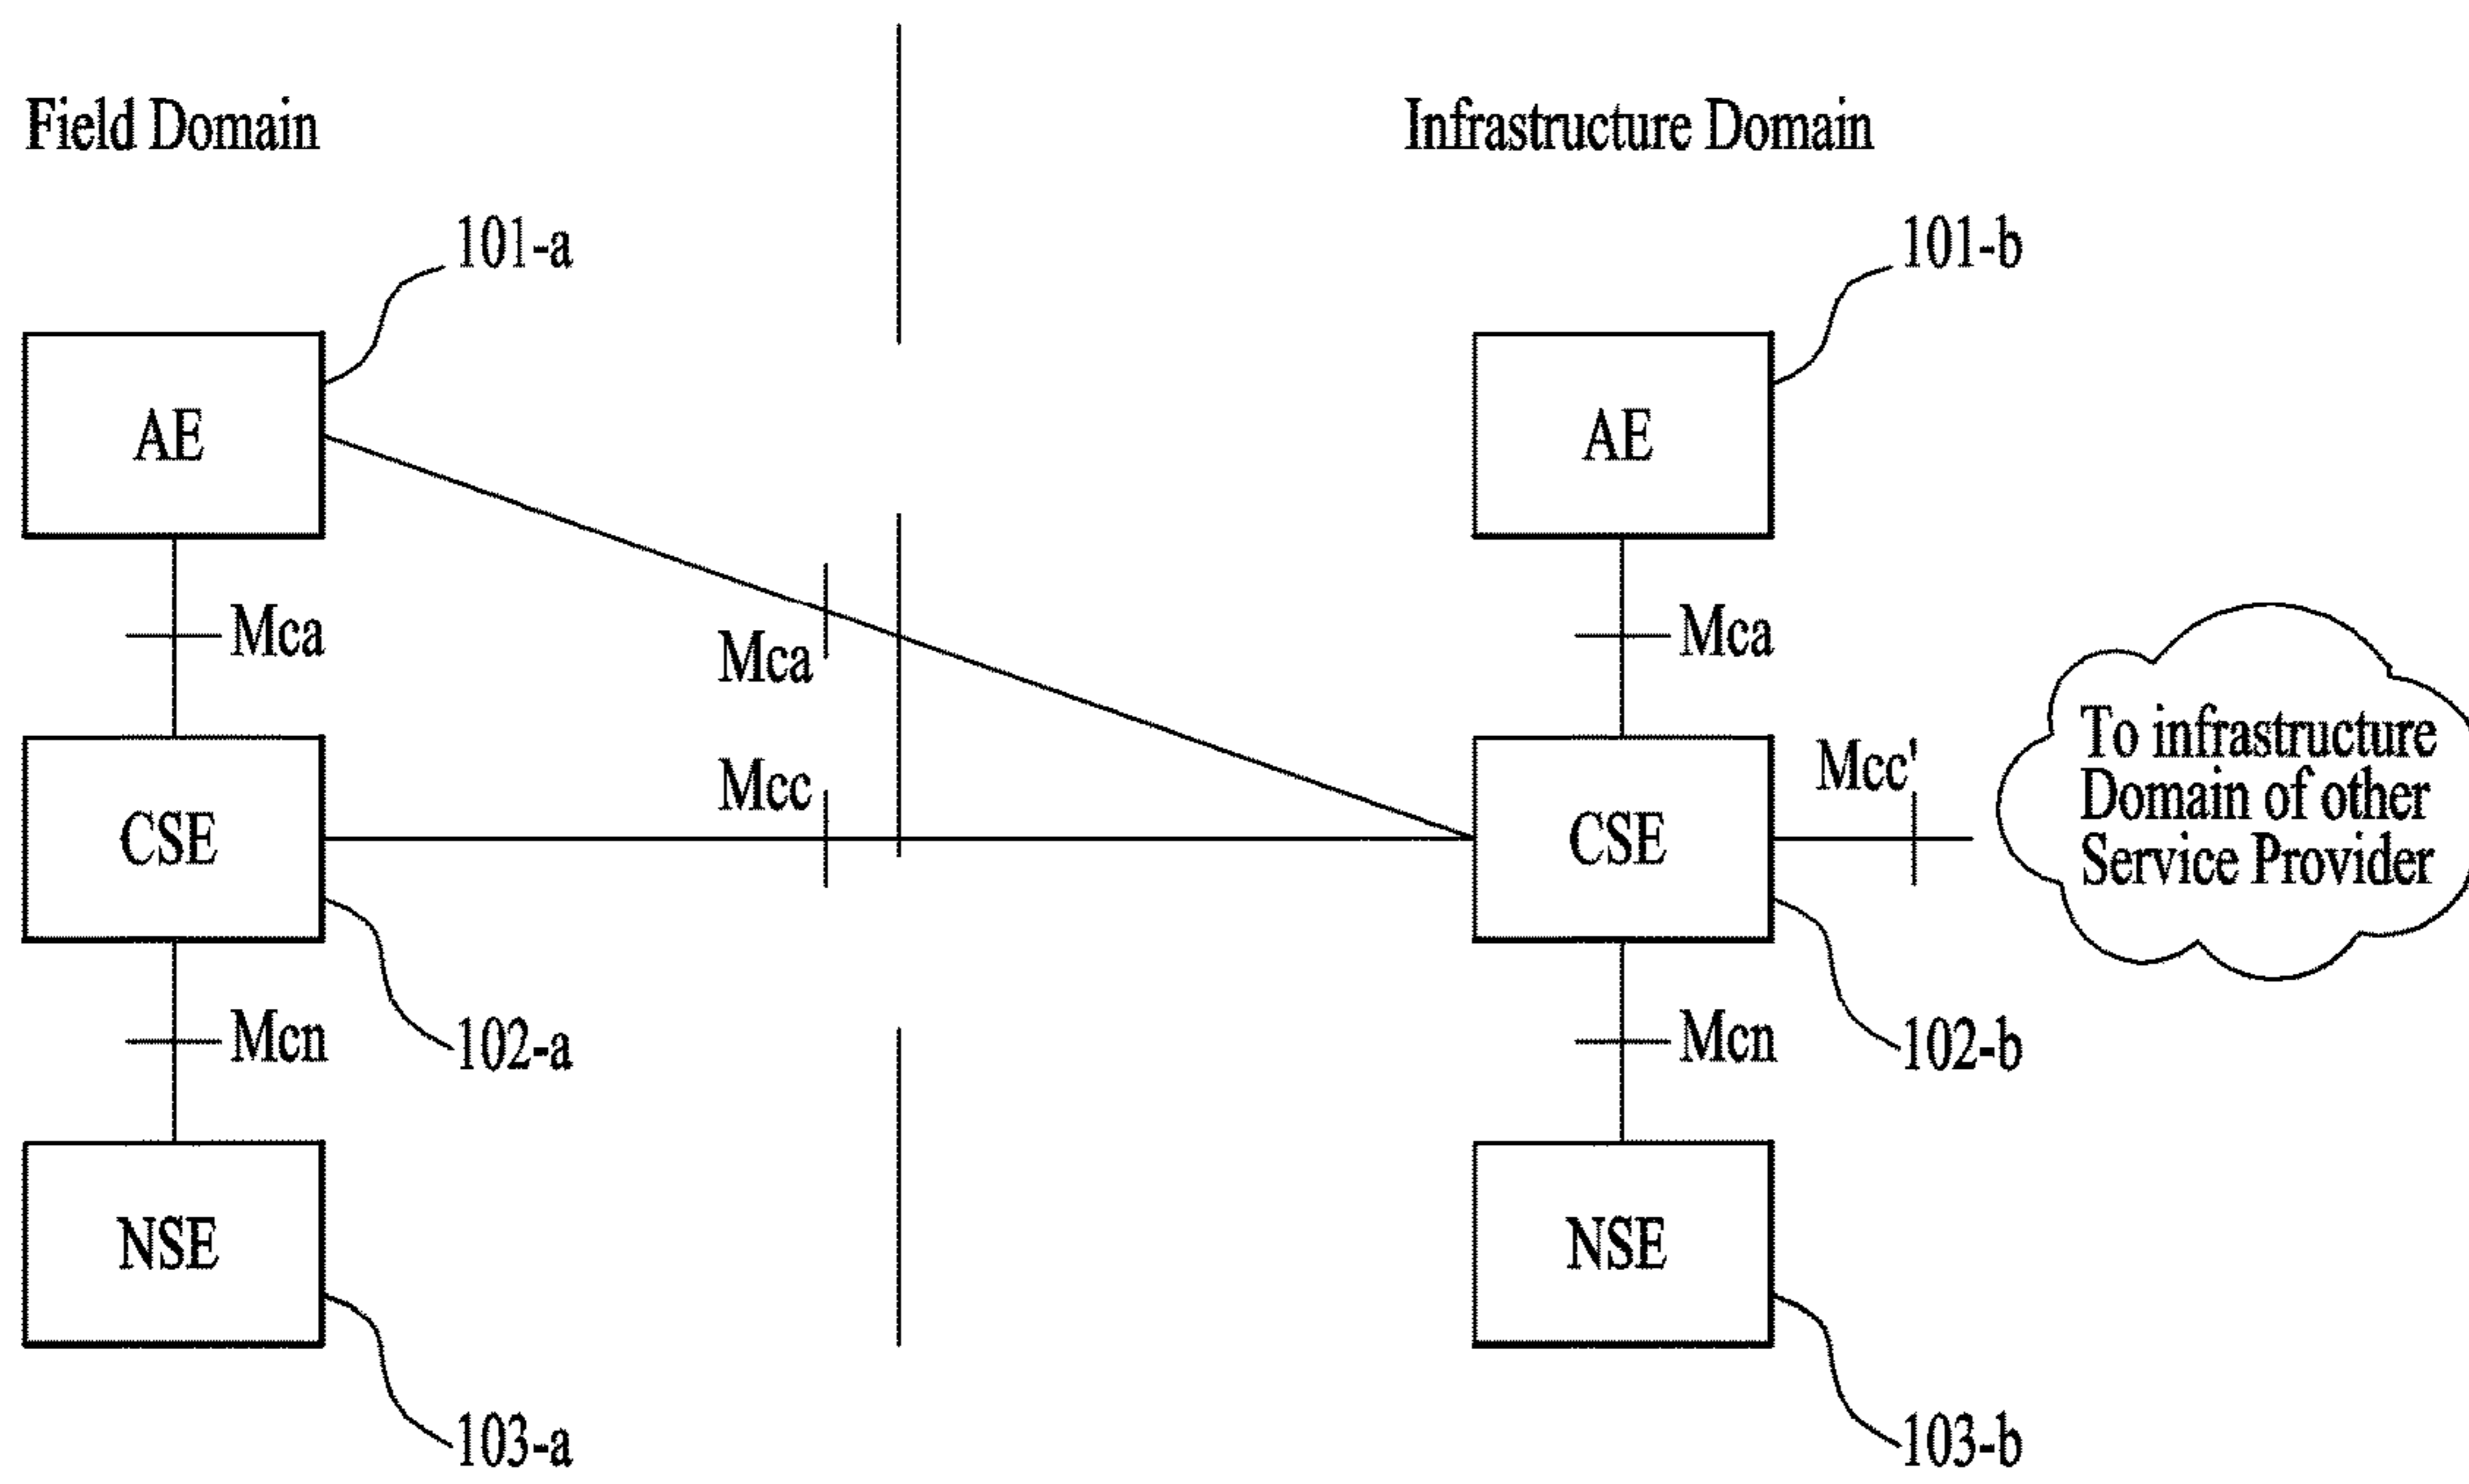 Field Domain
Infrastructure Domain
101-a
101-b
AE
AE
Mca
Mca
Mca
To infrastructure
Domain of other
Service Provider
Mcc
Mcc'
CSE
CSE
Mcn
102-a
Mcn
102-b
NSE
NSE
103-a
103-b